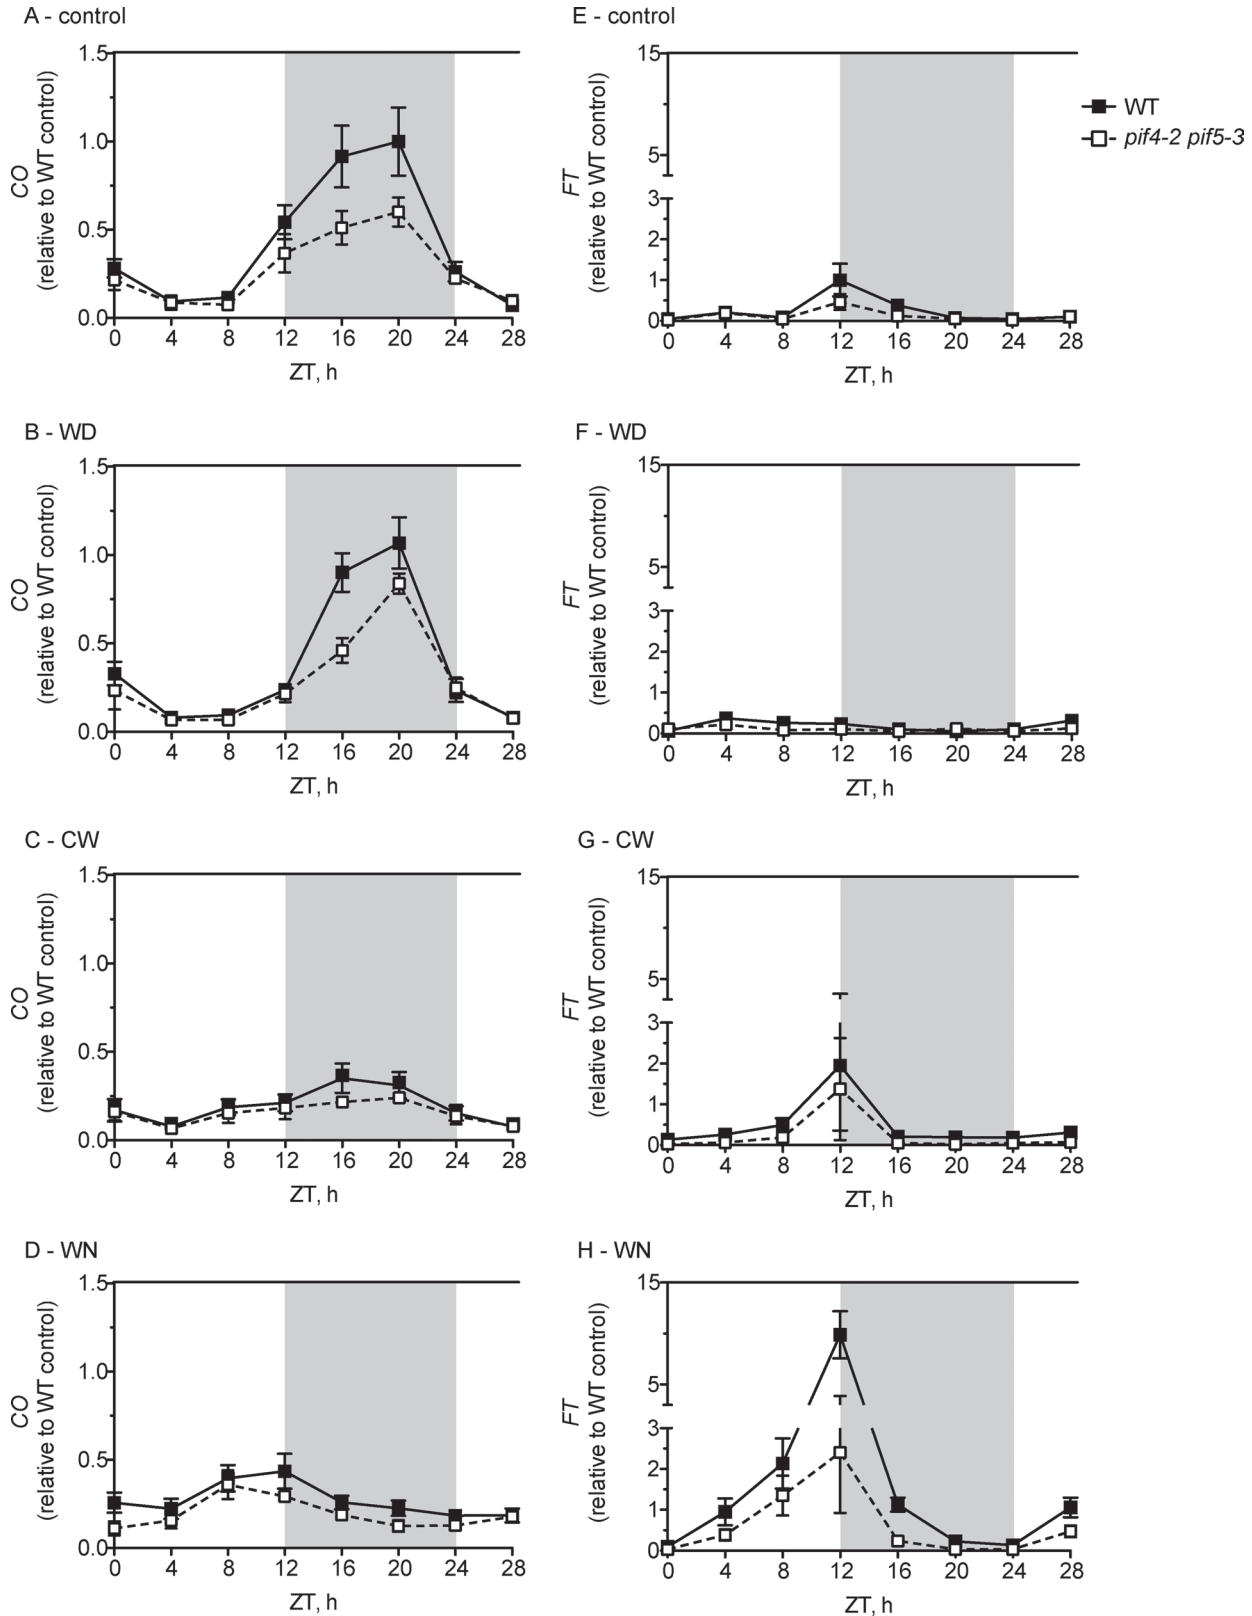 A - control
CO
(relative to WT control)
1.5
1.0
0.5
0.0
0 4 8 12 16 20 24 28
ZT, h
E - control
FT
(relative to WT control)
15
5
3
2
1
0
0 4 8 12 16 20 24 28
ZT, h
WT
pif4-2 pif5-3
B - WD
CO
(relative to WT control)
1.5
1.0
0.5
0.0
0 4 8 12 16 20 24 28
ZT, h
F - WD
FT
(relative to WT control)
15
5
3
2
1
0
0 4 8 12 16 20 24 28
ZT, h
C - CW
CO
(relative to WT control)
1.5
1.0
0.5
0.0
0 4 8 12 16 20 24 28
ZT, h
G - CW
FT
(relative to WT control)
15
5
3
2
1
0
0 4 8 12 16 20 24 28
ZT, h
D - WN
CO
(relative to WT control)
1.5
1.0
0.5
0.0
0 4 8 12 16 20 24 28
ZT, h
H - WN
FT
(relative to WT control)
15
5
3
2
1
0
0 4 8 12 16 20 24 28
ZT, h